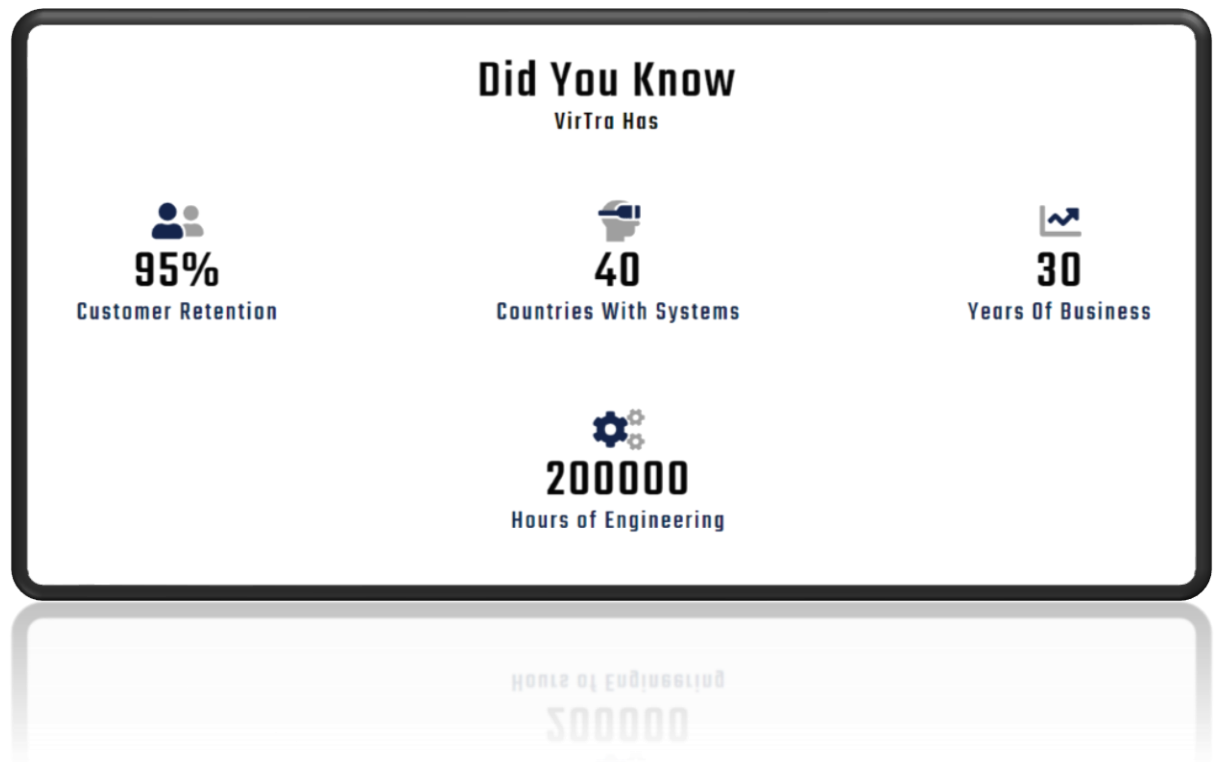 Did You Know
VirTra Has
95%
Customer Retention
40
Countries With Systems
30
Years Of Business
200000
Hours of Engineering